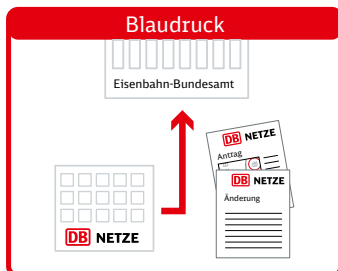 Blaudruck
Eisenbahn-Bundesamt
DB NETZE
Antrag
DB NETZE
Änderung
DB NETZE